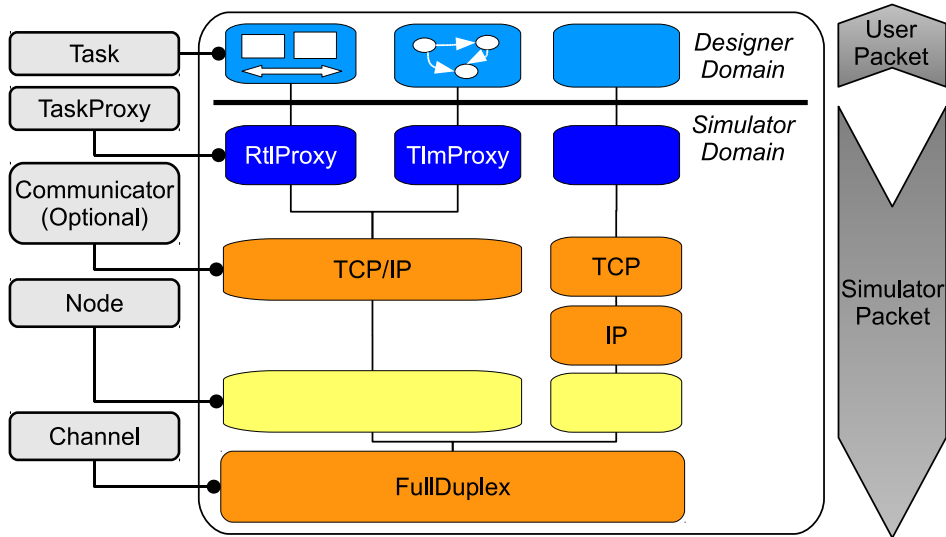 Task
TaskProxy
Communicator
(Optional)
Node
Channel
Designer
Domain
Simulator
Domain
RtlProxy
TlmProxy
TCP/IP
TCP
IP
FullDuplex
User
Packet
Simulator
Packet